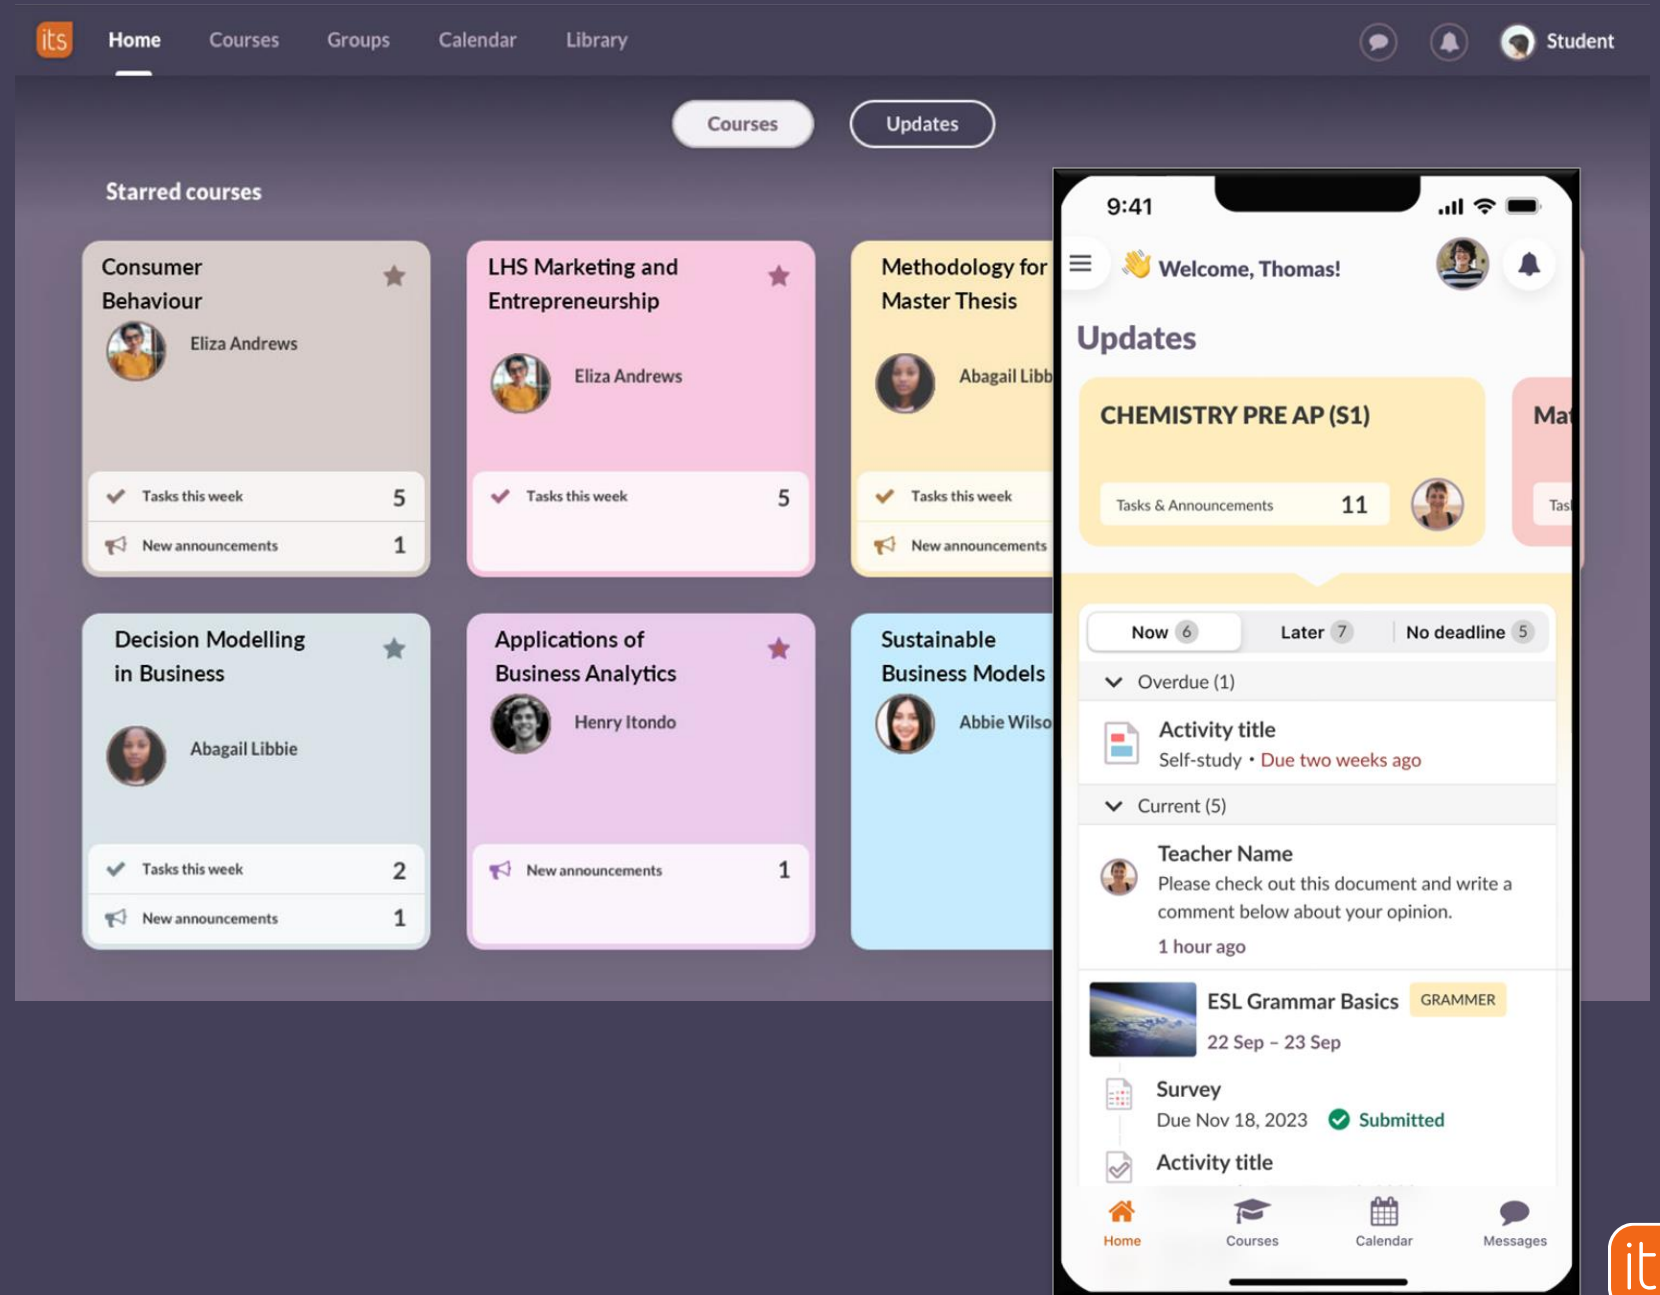 its
Home Courses Groups Calendar Library
Student
Courses Updates
Starred courses
Consumer
Behaviour
Eliza Andrews
Tasks this week 5
New announcements 1
LHS Marketing and
Entrepreneurship
Eliza Andrews
Tasks this week 5
Methodology for
Master Thesis
Abagail Libb
Tasks this week
New announcements
Decision Modelling
in Business
Abagail Libbie
Tasks this week 2
New announcements 1
Applications of
Business Analytics
Henry Itondo
New announcements 1
Sustainable
Business Models
Abbie Wilso
9:41
Welcome, Thomas!
Updates
CHEMISTRY PRE AP (S1)
Tasks & Announcements 11
Mat
Tas
Now 6 Later 7 No deadline 5
Overdue (1)
Activity title
Self-study • Due two weeks ago
Current (5)
Teacher Name
Please check out this document and write a
comment below about your opinion.
1 hour ago
ESL Grammar Basics GRAMMER
22 Sep – 23 Sep
Survey
Due Nov 18, 2023 Submitted
Activity title
Home Courses Calendar Messages
it